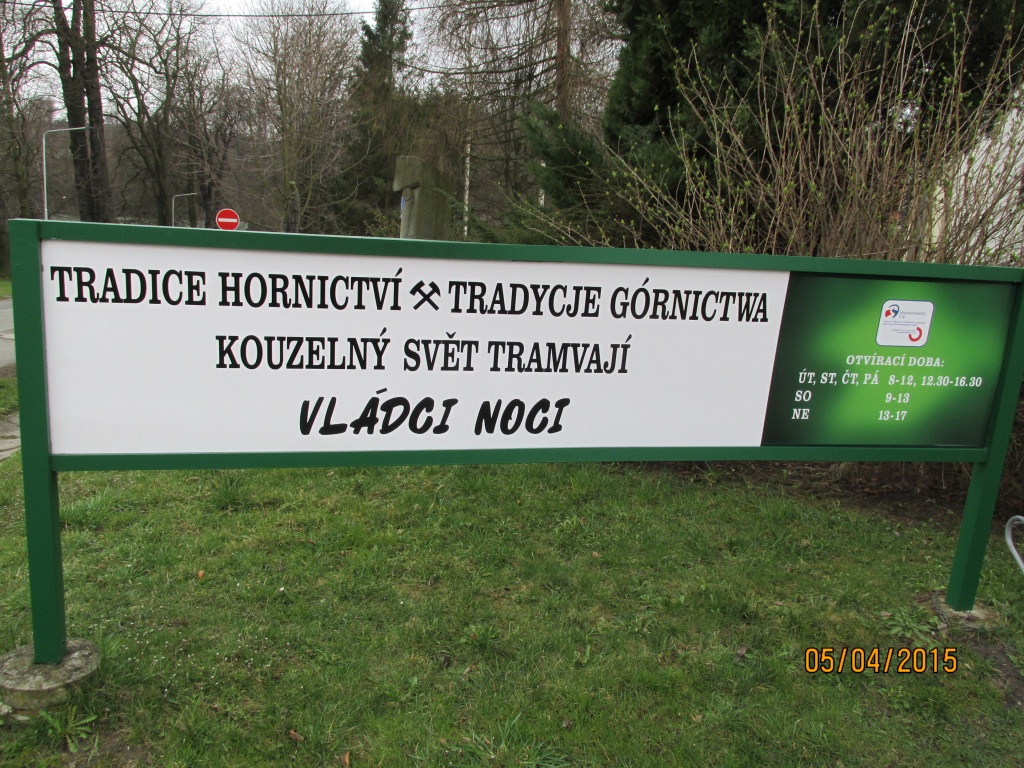 TRADICE HORNICTVÍ ⚒ TRADYCJE GÓRNICTWA
KOUZELNÝ SVĚT TRAMVAJÍ
VLÁDCI NOCI
OTVÍRACÍ DOBA:
ÚT, ST, ČT, PÁ 8-12, 12.30-16.30
SO 9-13
NE 13-17
05/04/2015